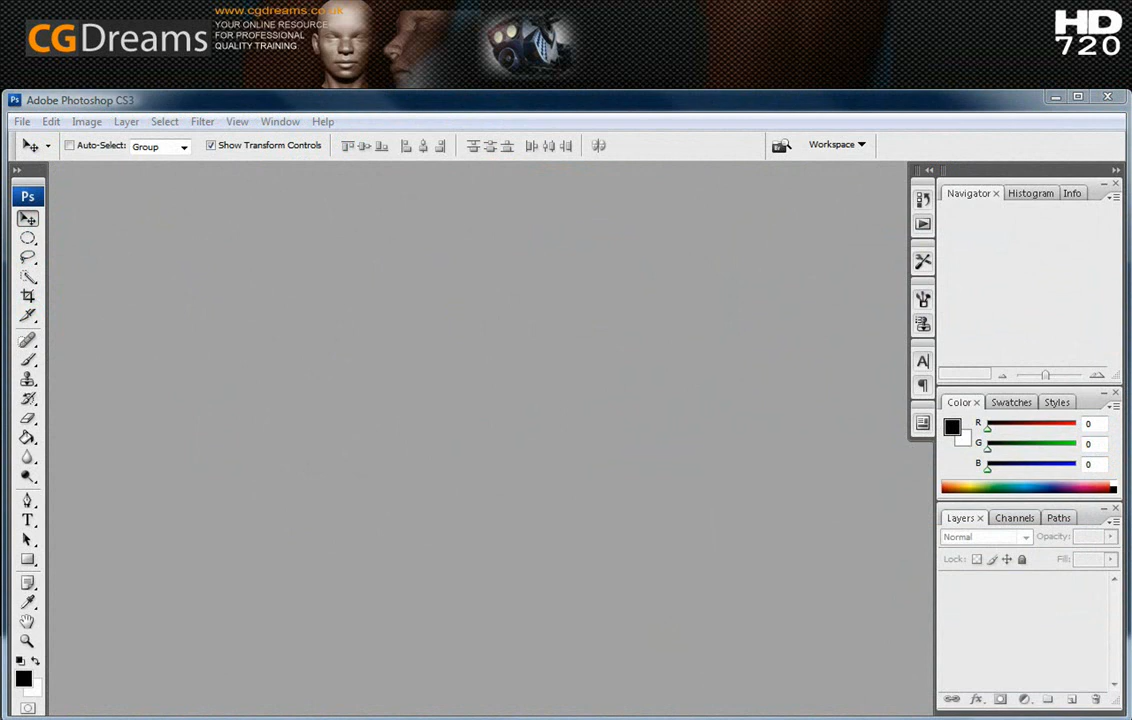 www.cgdreams.co.uk
CGDreams
YOUR ONLINE RESOURCE
FOR PROFESSIONAL
QUALITY TRAINING.
HD
720
Ps Adobe Photoshop CS3
File Edit Image Layer Select Filter View Window Help
Auto-Select: Group Show Transform Controls Workspace
Ps
Navigator Histogram Info
A
Color Swatches Styles
R 0
G 0
B 0
T
Layers Channels Paths
Normal Opacity:
Lock: Fill:
fx